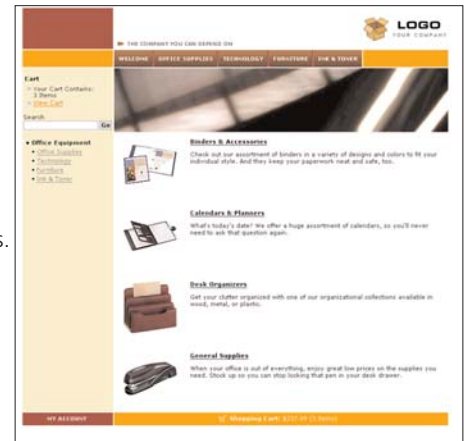 LOGO
YOUR COMPANY
THE COMPANY YOU CAN DEPEND ON
WELCOME OFFICE SUPPLIES TECHNOLOGY FURNITURE INK & TONER
Cart
Your Cart Contains:
3 Items
View Cart
Search
Go
Office Equipment
Office Supplies
Technology
Furniture
Ink & Toner
Binders & Accessories
Check out our assortment of binders in a variety of designs and colors to fit your
individual style. And they keep your paperwork neat and safe, too.
Calendars & Planners
What's today's date? We offer a huge assortment of calendars, so you'll never
need to ask that question again.
s.
Desk Organizers
Get your clutter organized with one of our organizational collections available in
wood, metal, or plastic.
General Supplies
When your office is out of everything, enjoy great low prices on the supplies you
need. Stock up so you can stop looking that pen in your desk drawer.
MY ACCOUNT
Shopping Cart: (3 items)